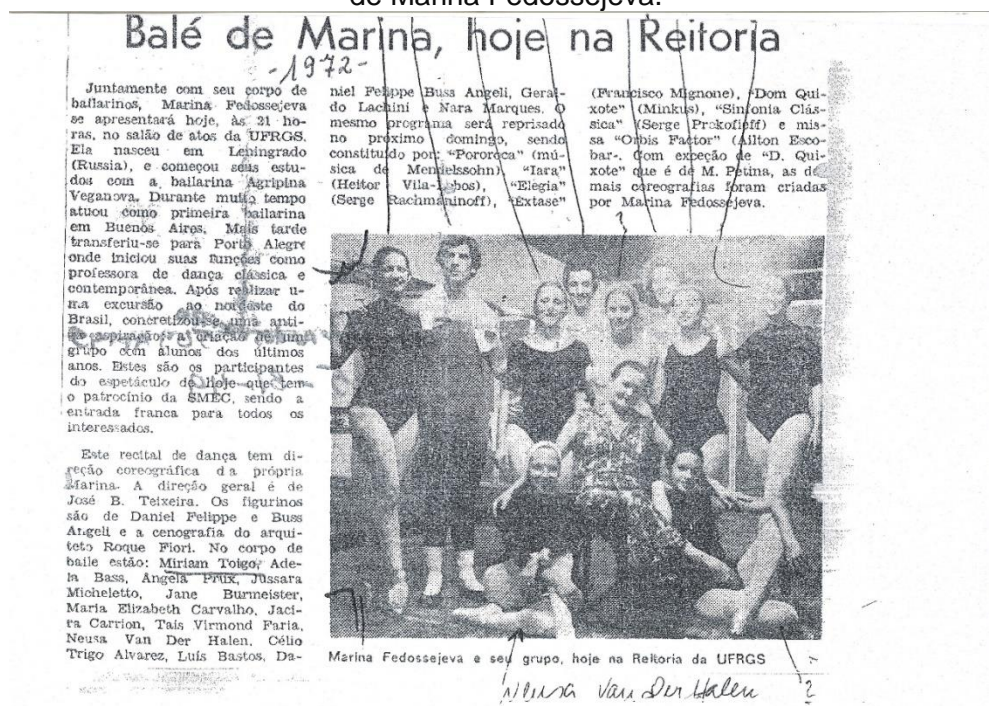 de Marina Fedossejeva.
Balé de Marina, hoje na Reitoria
-1972-
Juntamente com seu corpo de
bailarinos, Marina Fedossejeva
se apresentará hoje, às 21 ho-
ras, no salão de atos da UFRGS.
Ela nasceu em Leningrado
(Russia), e começou seus estu-
dos com a bailarina Agripina
Veganova. Durante muito tempo
atuou como primeira bailarina
em Buenos Aires. Mais tarde
transferiu-se para Porto Alegre
onde iniciou suas funções como
professora de dança clássica e
contemporânea. Após realizar u-
ma excursão ao nordeste do
Brasil, concretizou-se uma anti-
ga aspiração: a criação de um
grupo com alunos dos últimos
anos. Estes são os participantes
do espetáculo de hoje que tem
o patrocínio da SMEC, sendo a
entrada franca para todos os
interessados.
Este recital de dança tem di-
reção coreográfica da própria
Marina. A direção geral é de
José B. Teixeira. Os figurinos
são de Daniel Felippe e Buss
Angeli e a cenografia do arqui-
teto Roque Fiori. No corpo de
baile estão: Miriam Toigo, Ade-
la Bass, Angela Prux, Jussara
Micheletto, Jane Burmeister,
Maria Elizabeth Carvalho, Jaci-
ra Carrion, Tais Virmond Faria,
Neusa Van Der Halen, Célio
Trigo Alvarez, Luís Bastos, Da-
niel Felippe Buss Angeli, Geral-
do Lachini e Nara Marques. O
mesmo programa será reprisado
no próximo domingo, sendo
constituído por: "Pororoca" (mú-
sica de Mendelssohn), "Iara"
(Heitor Vila-Lobos), "Elegia"
(Serge Rachmaninoff), "Extase"
(Francisco Mignone), "Dom Qui-
xote" (Minkus), "Sinfonia Clás-
sica" (Serge Prokofieff) e mis-
sa "Orbis Factor" (Ailton Esco-
bar-. Com exceção de "D. Qui-
xote" que é de M. Petina, as de
mais coreografias foram criadas
por Marina Fedossejeva.
?
Marina Fedossejeva e seu grupo, hoje na Reitoria da UFRGS
Neusa Van Der Halen ?